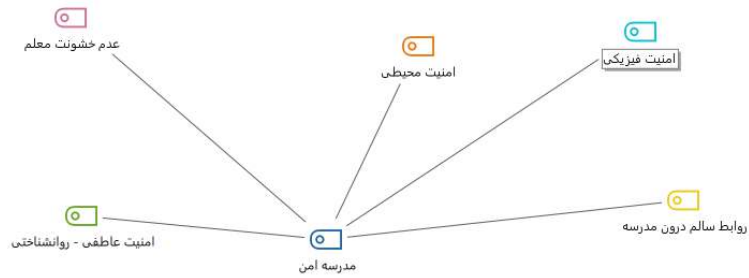 عدم خشونت معلم
امنیت محیطی
امنیت فیزیکی
امنیت عاطفی - روانشناختی
روابط سالم درون مدرسه
مدرسه امن